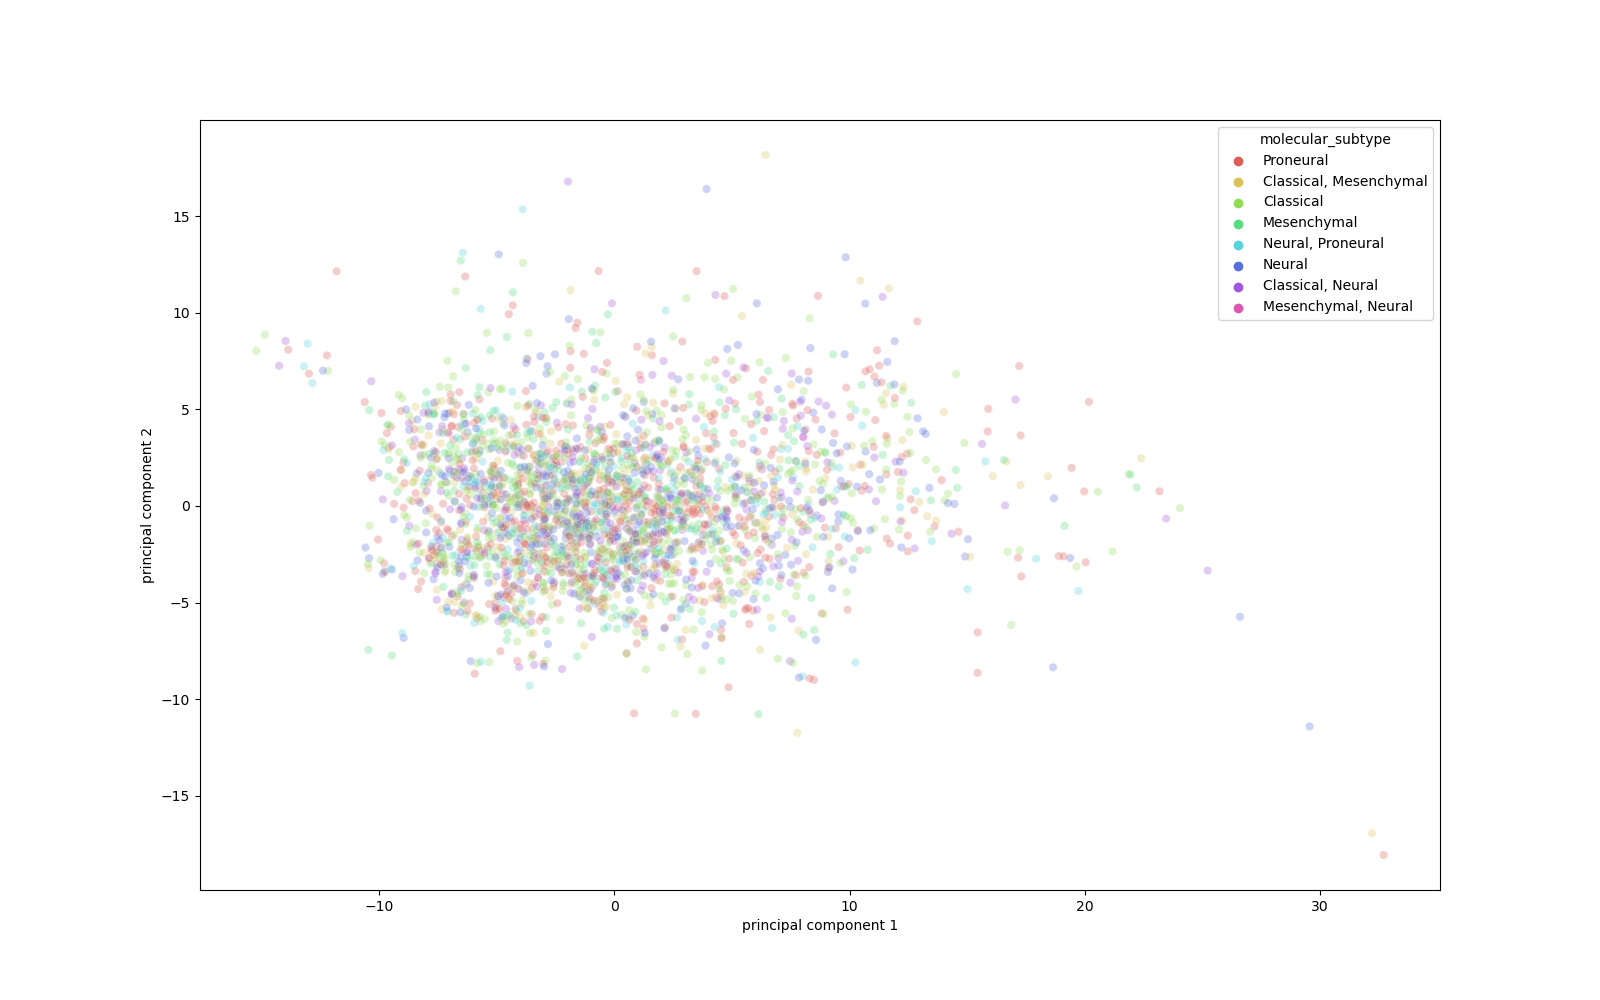 molecular_subtype
Proneural
Classical, Mesenchymal
Classical
Mesenchymal
Neural, Proneural
Neural
Classical, Neural
Mesenchymal, Neural
15
10
5
0
−5
−10
−15
principal component 2
−10
0
10
20
30
principal component 1